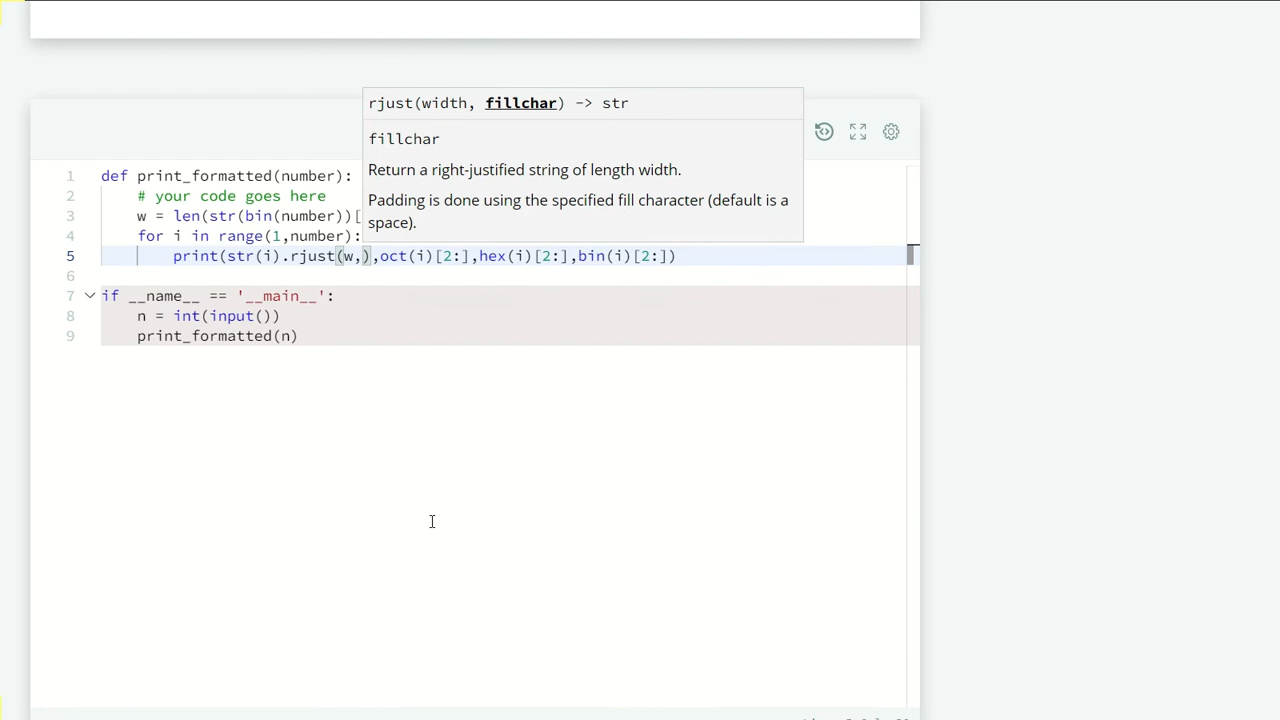 rjust(width, fillchar) -> str
fillchar
Return a right-justified string of length width.
Padding is done using the specified fill character (default is a
space).
1 def print_formatted(number):
2 # your code goes here
3 w = len(str(bin(number))[
4 for i in range(1,number):
5 print(str(i).rjust(w,),oct(i)[2:],hex(i)[2:],bin(i)[2:])
6
7 if __name__ == '__main__':
8 n = int(input())
9 print_formatted(n)